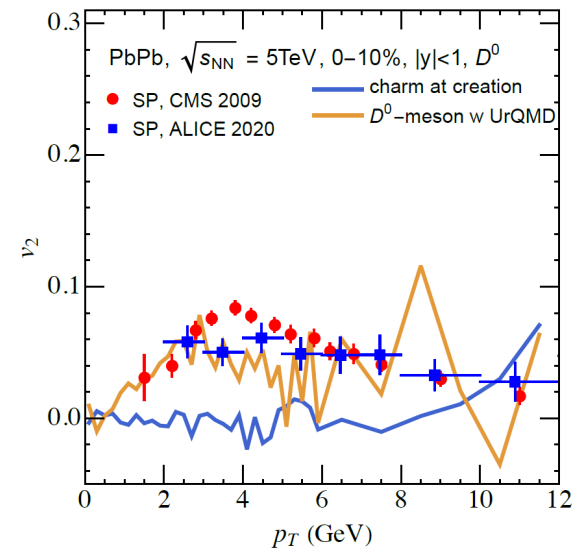 PbPb, √sNN = 5TeV, 0–10%, |y|<1, D⁰
SP, CMS 2009
SP, ALICE 2020
charm at creation
D⁰–meson w UrQMD
v₂
0.3
0.2
0.1
0.0
0 2 4 6 8 10 12
pT (GeV)